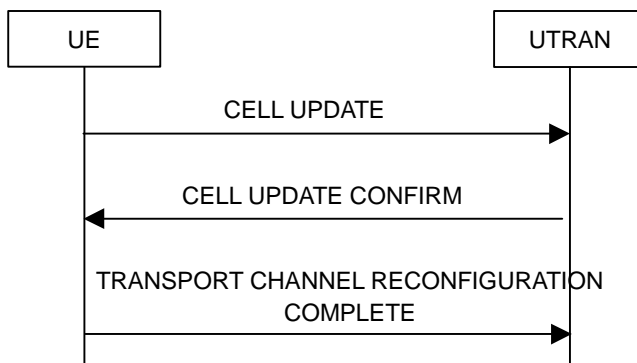 UE
UTRAN
CELL UPDATE
CELL UPDATE CONFIRM
TRANSPORT CHANNEL RECONFIGURATION
COMPLETE